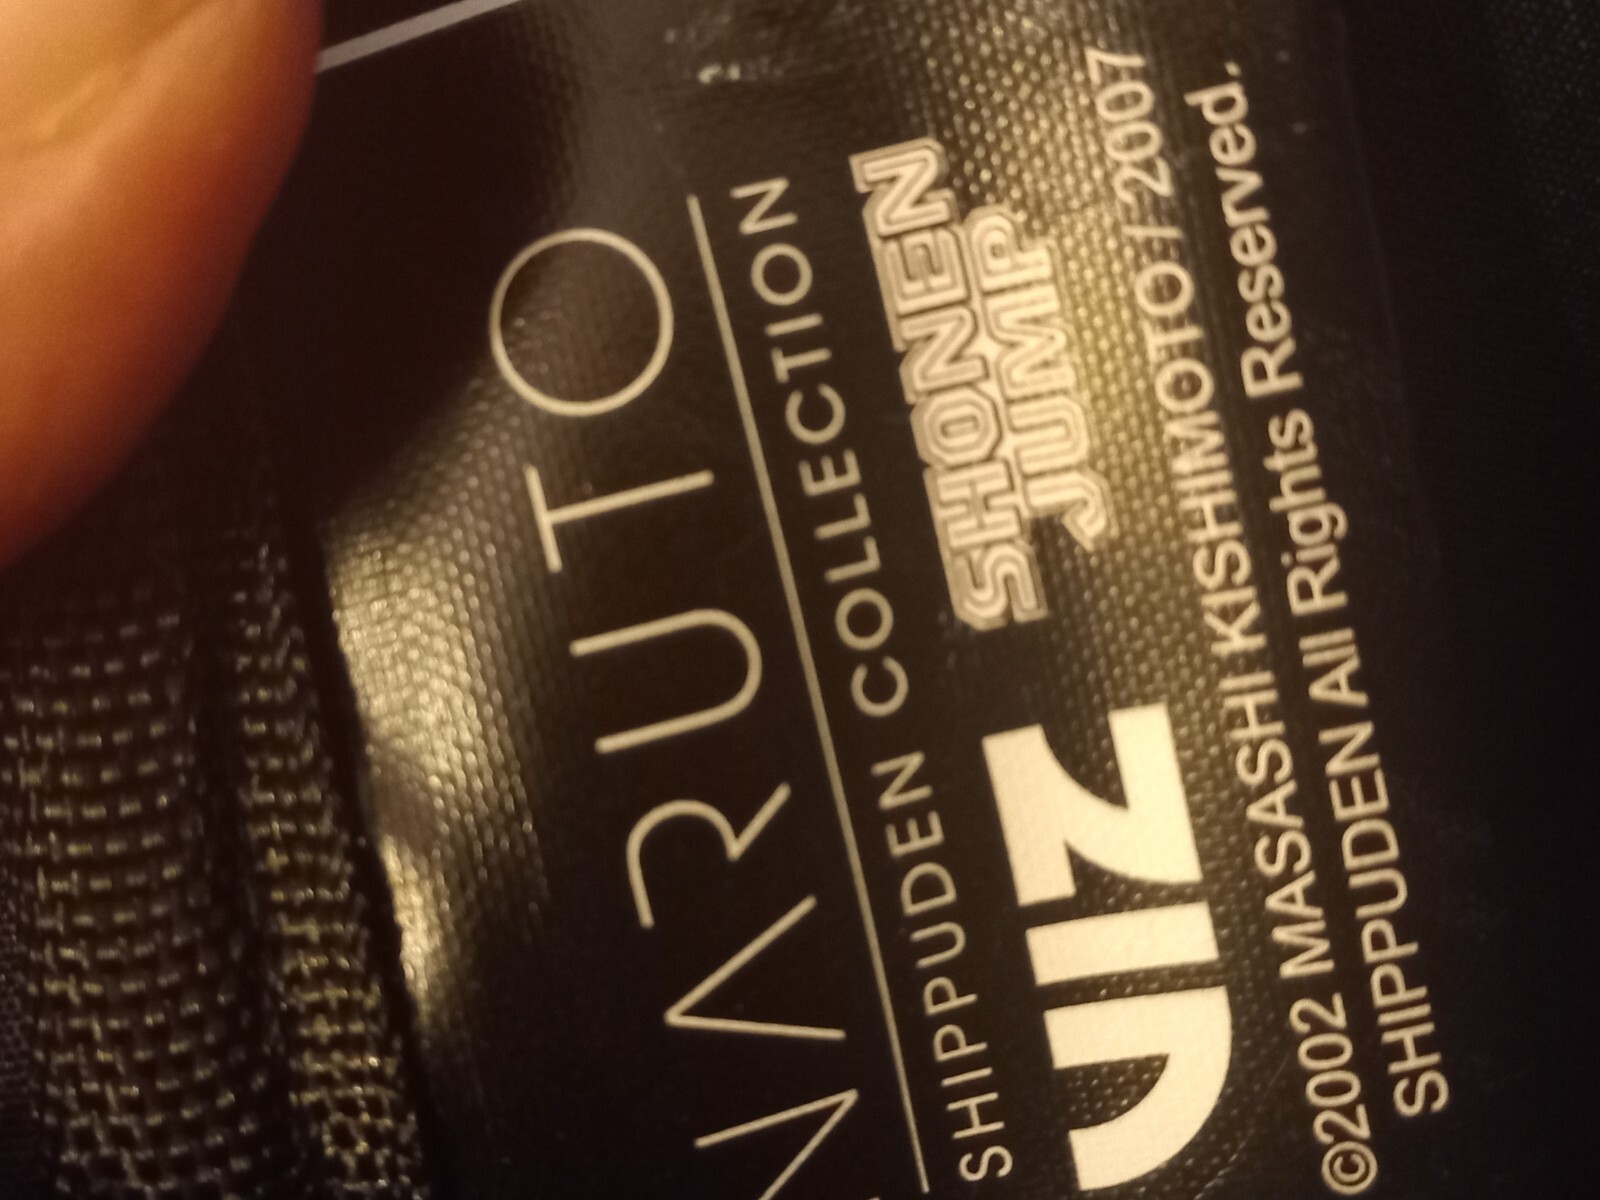 NARUTO
SHIPPUDEN COLLECTION
VIZ
SHONEN
JUMP
©2002 MASASHI KISHIMOTO / 2007
SHIPPUDEN All Rights Reserved.